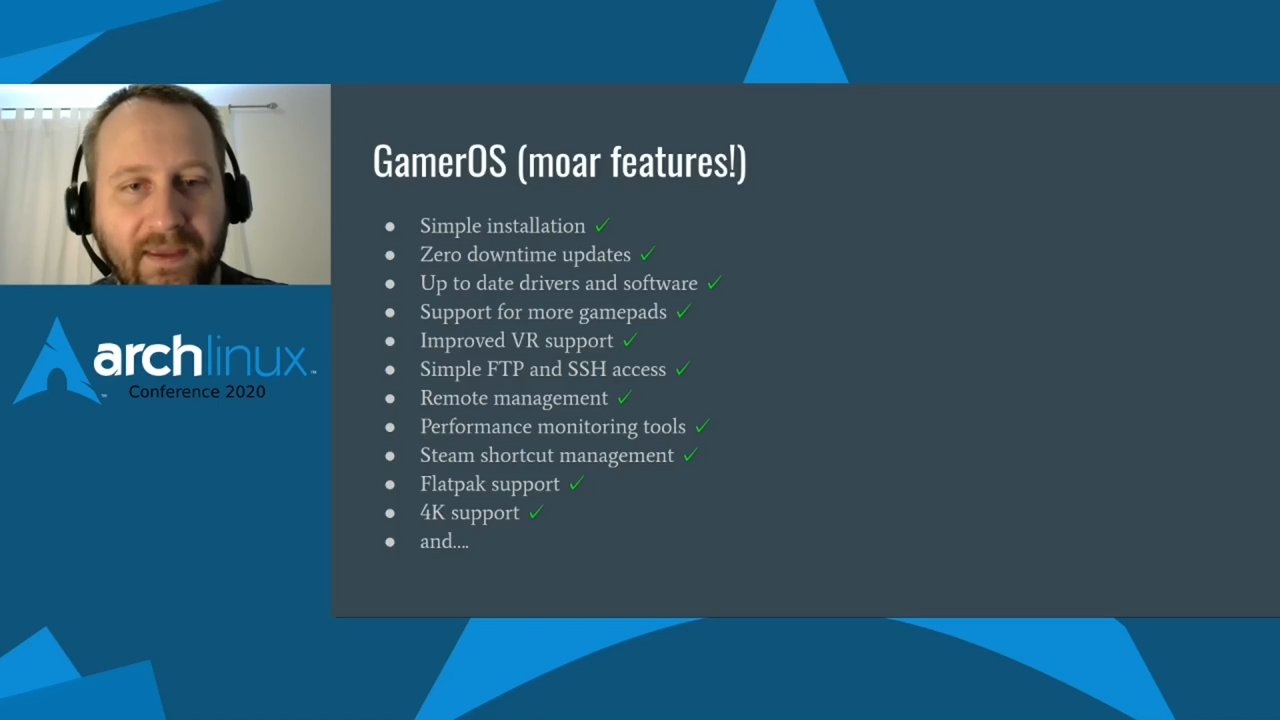 GamerOS (moar features!)
● Simple installation ✓
● Zero downtime updates ✓
● Up to date drivers and software ✓
● Support for more gamepads ✓
● Improved VR support ✓
● Simple FTP and SSH access ✓
● Remote management ✓
● Performance monitoring tools ✓
● Steam shortcut management ✓
● Flatpak support ✓
● 4K support ✓
● and....
archlinux™
Conference 2020